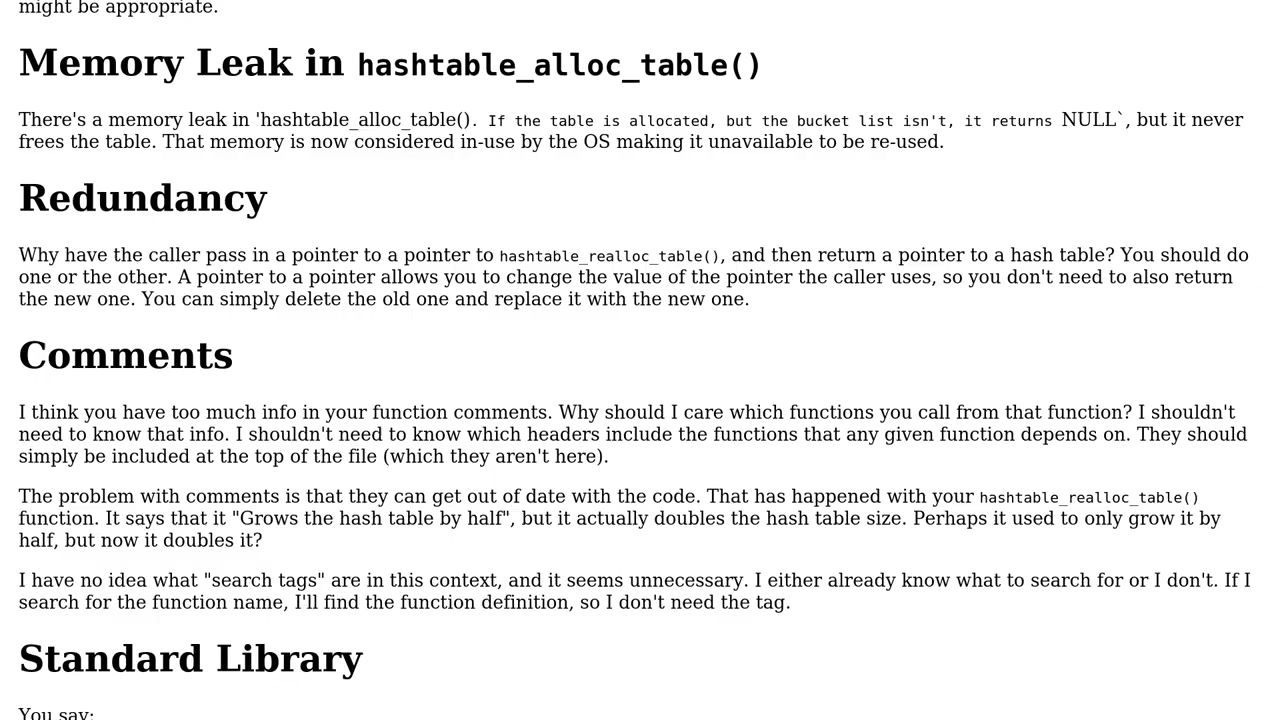 might be appropriate.
Memory Leak in hashtable_alloc_table()
There's a memory leak in 'hashtable_alloc_table(). If the table is allocated, but the bucket list isn't, it returns NULL`, but it never
frees the table. That memory is now considered in-use by the OS making it unavailable to be re-used.
Redundancy
Why have the caller pass in a pointer to a pointer to hashtable_realloc_table(), and then return a pointer to a hash table? You should do
one or the other. A pointer to a pointer allows you to change the value of the pointer the caller uses, so you don't need to also return
the new one. You can simply delete the old one and replace it with the new one.
Comments
I think you have too much info in your function comments. Why should I care which functions you call from that function? I shouldn't
need to know that info. I shouldn't need to know which headers include the functions that any given function depends on. They should
simply be included at the top of the file (which they aren't here).
The problem with comments is that they can get out of date with the code. That has happened with your hashtable_realloc_table()
function. It says that it "Grows the hash table by half", but it actually doubles the hash table size. Perhaps it used to only grow it by
half, but now it doubles it?
I have no idea what "search tags" are in this context, and it seems unnecessary. I either already know what to search for or I don't. If I
search for the function name, I'll find the function definition, so I don't need the tag.
Standard Library
You say: